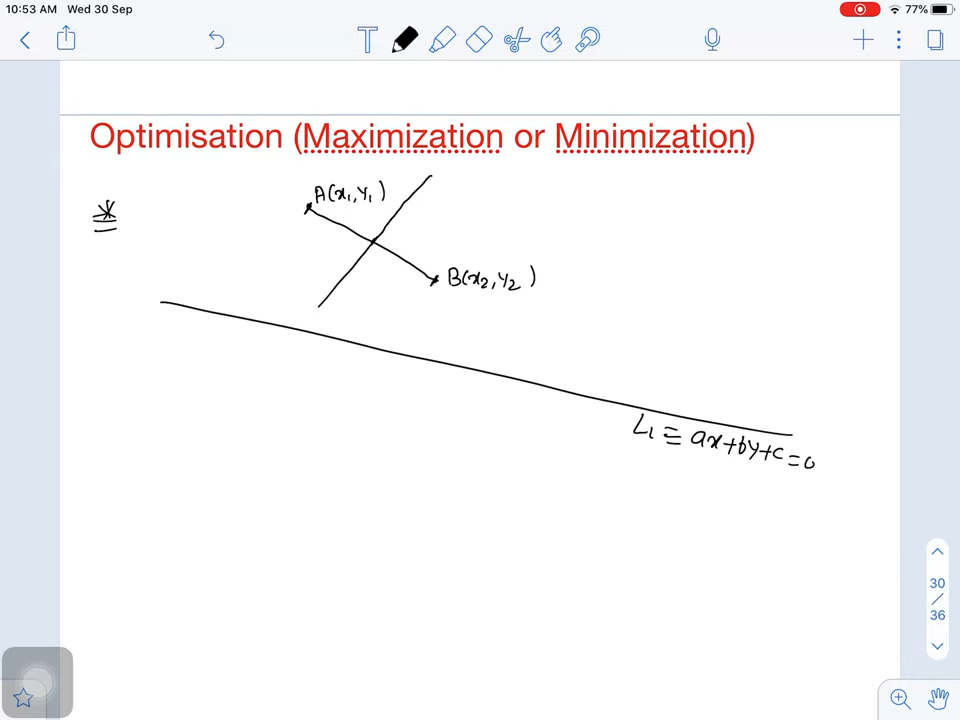 10:53 AM Wed 30 Sep 77%
T
Optimisation (Maximization or Minimization)
A(x₁,y₁)
B(x₂,y₂)
L₁ ≡ ax+by+c=0
30
/
36